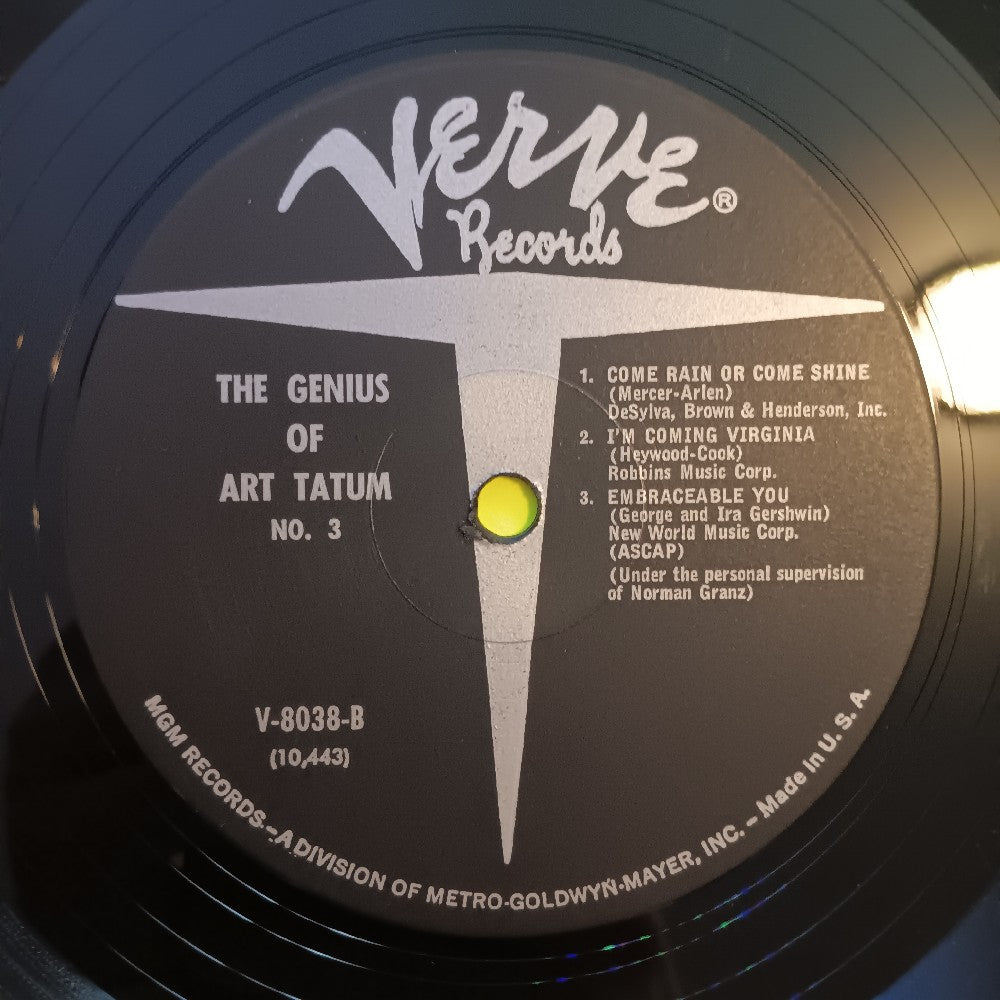 Verve ®
Records
THE GENIUS
OF
ART TATUM
NO. 3
1. COME RAIN OR COME SHINE
(Mercer-Arlen)
DeSylva, Brown & Henderson, Inc.
2. I'M COMING VIRGINIA
(Heywood-Cook)
Robbins Music Corp.
3. EMBRACEABLE YOU
(George and Ira Gershwin)
New World Music Corp.
(ASCAP)
(Under the personal supervision
of Norman Granz)
V-8038-B
(10,443)
MGM RECORDS - A DIVISION OF METRO-GOLDWYN-MAYER, INC. - Made in U. S. A.